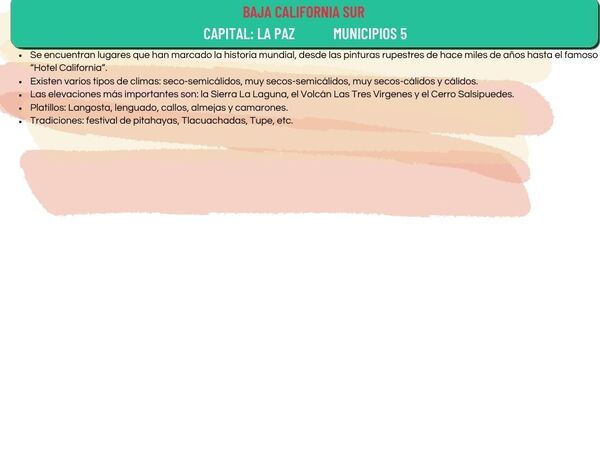 BAJA CALIFORNIA SUR
CAPITAL: LA PAZ MUNICIPIOS 5
• Se encuentran lugares que han marcado la historia mundial, desde las pinturas rupestres de hace miles de años hasta el famoso
“Hotel California”.
• Existen varios tipos de climas: seco-semicálidos, muy secos-semicálidos, muy secos-cálidos y cálidos.
• Las elevaciones más importantes son: la Sierra La Laguna, el Volcán Las Tres Virgenes y el Cerro Salsipuedes.
• Platillos: Langosta, lenguado, callos, almejas y camarones.
• Tradiciones: festival de pitahayas, Tlacuachadas, Tupe, etc.